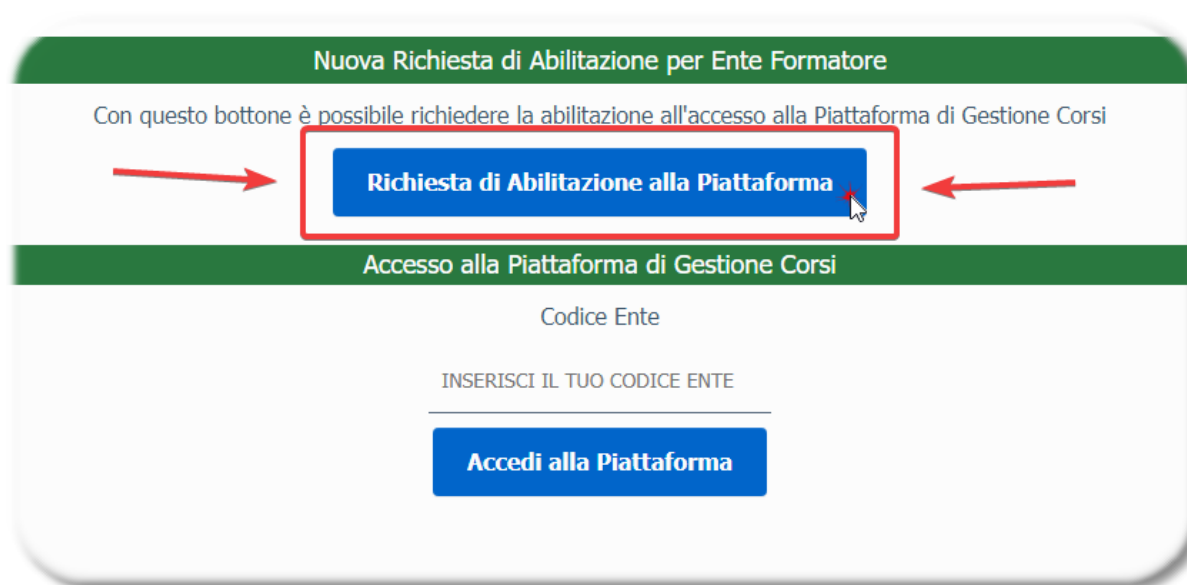 Nuova Richiesta di Abilitazione per Ente Formatore
Con questo bottone è possibile richiedere la abilitazione all'accesso alla Piattaforma di Gestione Corsi
Richiesta di Abilitazione alla Piattaforma
Accesso alla Piattaforma di Gestione Corsi
Codice Ente
INSERISCI IL TUO CODICE ENTE
Accedi alla Piattaforma